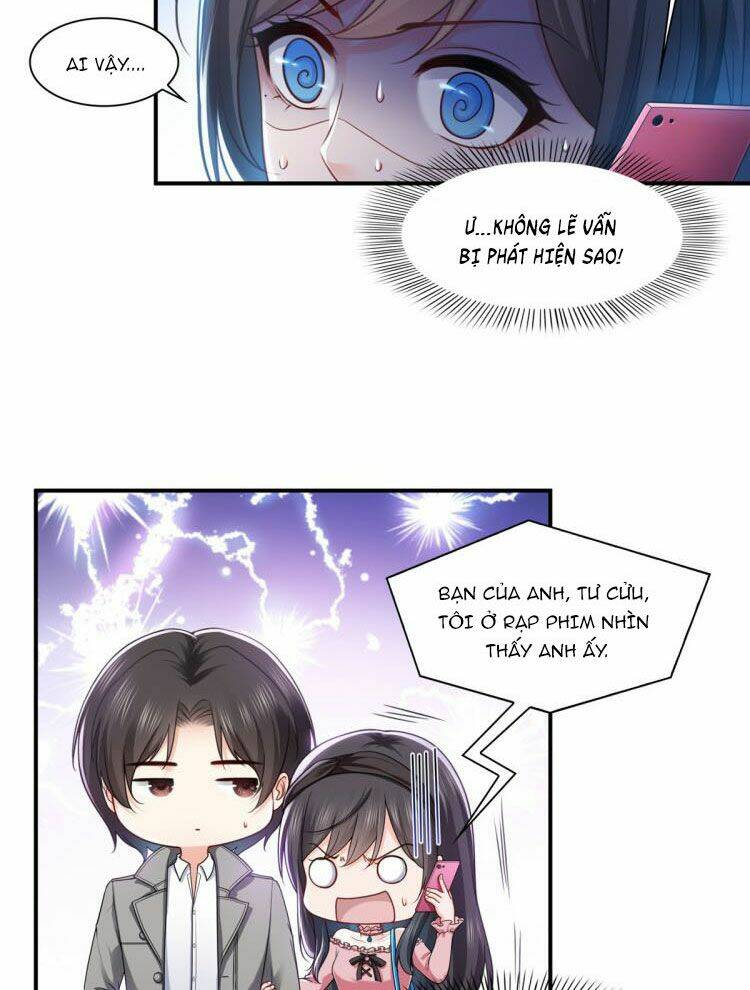 AI VẬY....
Ư...KHÔNG LẼ VẪN
BỊ PHÁT HIỆN SAO!
BẠN CỦA ANH, TƯ CỬU,
TÔI Ở RẠP PHIM NHÌN
THẤY ANH ẤY.